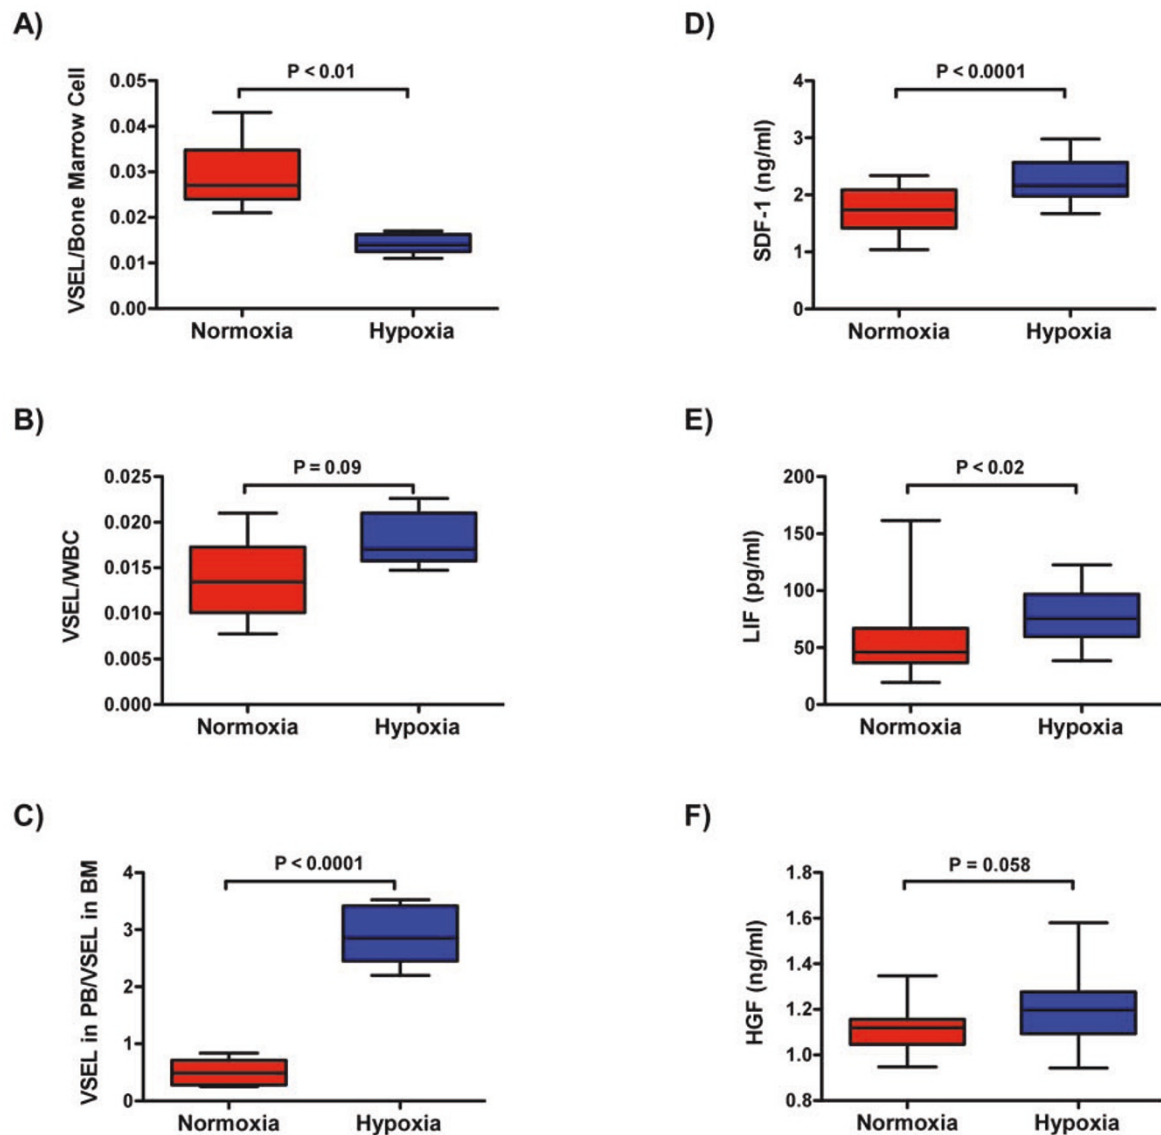 A)
P < 0.01
VSEL/Bone Marrow Cell
0.05
0.04
0.03
0.02
0.01
0.00
Normoxia Hypoxia
B)
P = 0.09
VSEL/WBC
0.025
0.020
0.015
0.010
0.005
0.000
Normoxia Hypoxia
C)
P < 0.0001
VSEL in PB/VSEL in BM
4
3
2
1
0
Normoxia Hypoxia
D)
P < 0.0001
SDF-1 (ng/ml)
4
3
2
1
0
Normoxia Hypoxia
E)
P < 0.02
LIF (pg/ml)
200
150
100
50
0
Normoxia Hypoxia
F)
P = 0.058
HGF (ng/ml)
1.8
1.6
1.4
1.2
1.0
0.8
Normoxia Hypoxia